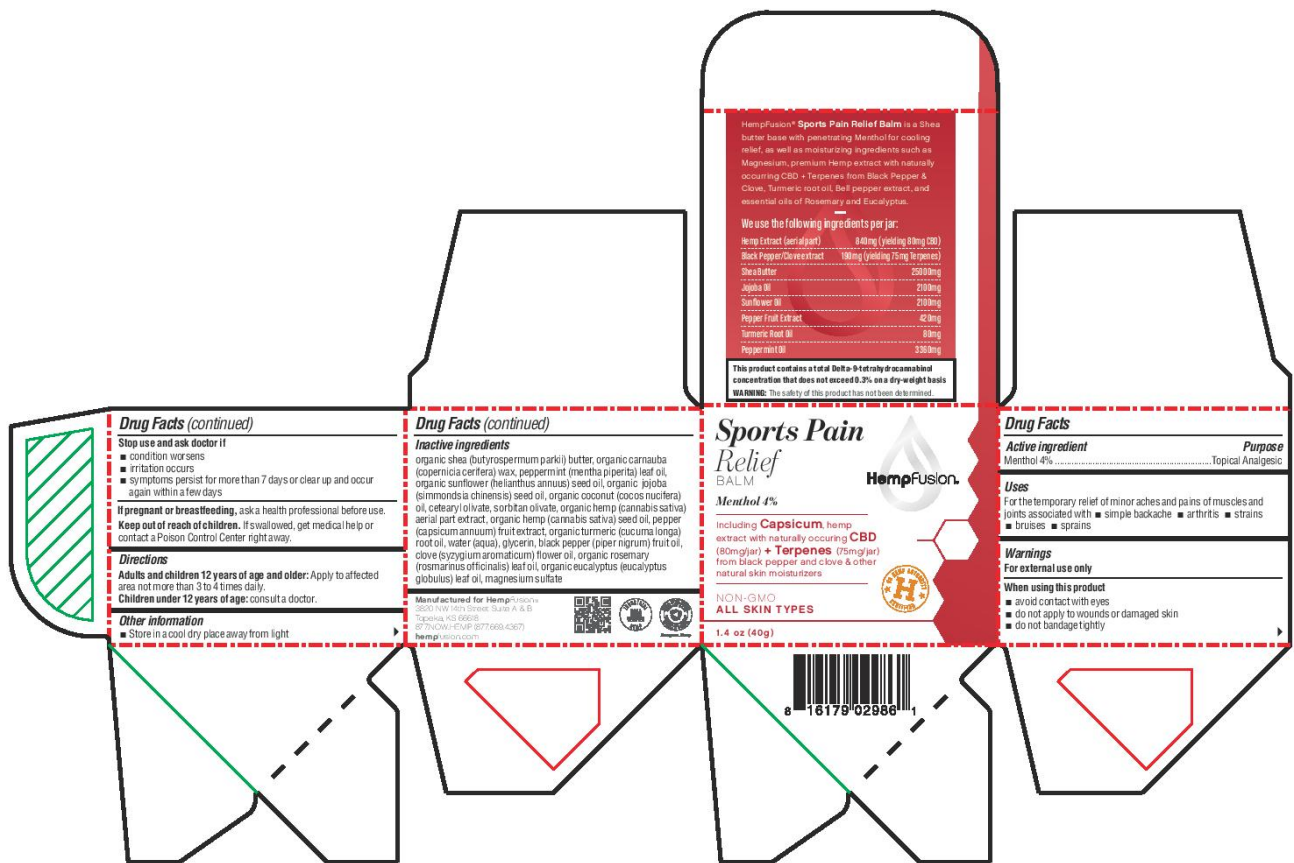 HempFusion® Sports Pain Relief Balm is a Shea
butter base with penetrating Menthol for cooling
relief, as well as moisturizing ingredients such as
Magnesium, premium Hemp extract with naturally
occurring CBD + Terpenes from Black Pepper &
Clove, Turmeric root oil, Bell pepper extract, and
essential oils of Rosemary and Eucalyptus.
We use the following ingredients per jar:
Hemp Extract (aerial part) 840mg (yielding 80mg CBD)
Black Pepper/Clove extract 190mg (yielding 75mg Terpenes)
Shea Butter 25000mg
Jojoba Oil 2100mg
Sunflower Oil 2100mg
Pepper Fruit Extract 420mg
Turmeric Root Oil 80mg
Peppermint Oil 3360mg
This product contains a total Delta-9-tetrahydrocannabinol
concentration that does not exceed 0.3% on a dry-weight basis
WARNING: The safety of this product has not been determined.
Drug Facts (continued)
Stop use and ask doctor if
■ condition worsens
■ irritation occurs
■ symptoms persist for more than 7 days or clear up and occur
again within a few days
If pregnant or breastfeeding, ask a health professional before use.
Keep out of reach of children. If swallowed, get medical help or
contact a Poison Control Center right away.
Directions
Adults and children 12 years of age and older: Apply to affected
area not more than 3 to 4 times daily.
Children under 12 years of age: consult a doctor.
Other information
■ Store in a cool dry place away from light
Drug Facts (continued)
Inactive ingredients
organic shea (butyrospermum parkii) butter, organic carnauba
(copernicia cerifera) wax, peppermint (mentha piperita) leaf oil,
organic sunflower (helianthus annuus) seed oil, organic jojoba
(simmondsia chinensis) seed oil, organic coconut (cocos nucifera)
oil, cetearyl olivate, sorbitan olivate, organic hemp (cannabis sativa)
aerial part extract, organic hemp (cannabis sativa) seed oil, pepper
(capsicum annuum) fruit extract, organic turmeric (cucuma longa)
root oil, water (aqua), glycerin, black pepper (piper nigrum) fruit oil,
clove (syzygium aromaticum) flower oil, organic rosemary
(rosmarinus officinalis) leaf oil, organic eucalyptus (eucalyptus
globulus) leaf oil, magnesium sulfate
Manufactured for HempFusion®
3820 NW 14th Street Suite A & B
Topeka, KS 66618
877.NOW.HEMP (877.669.4367)
hempfusion.com
Sports Pain
Relief
BALM
HempFusion®
Menthol 4%
Including Capsicum, hemp
extract with naturally occuring CBD
(80mg/jar) + Terpenes (75mg/jar)
from black pepper and clove & other
natural skin moisturizers
US HEMP AUTHORITY
H
CERTIFIED
NON-GMO
ALL SKIN TYPES
1.4 oz (40g)
8 16179 02986 1
Drug Facts
Active ingredient Purpose
Menthol 4% ........................................................Topical Analgesic
Uses
For the temporary relief of minor aches and pains of muscles and
joints associated with ■ simple backache ■ arthritis ■ strains
■ bruises ■ sprains
Warnings
For external use only
When using this product
■ avoid contact with eyes
■ do not apply to wounds or damaged skin
■ do not bandage tightly